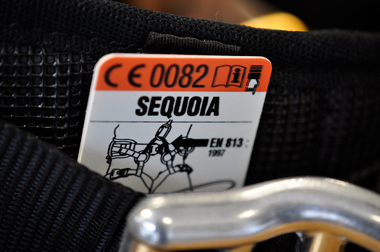 CE 0082
SEQUOIA
EN 813 :
1997